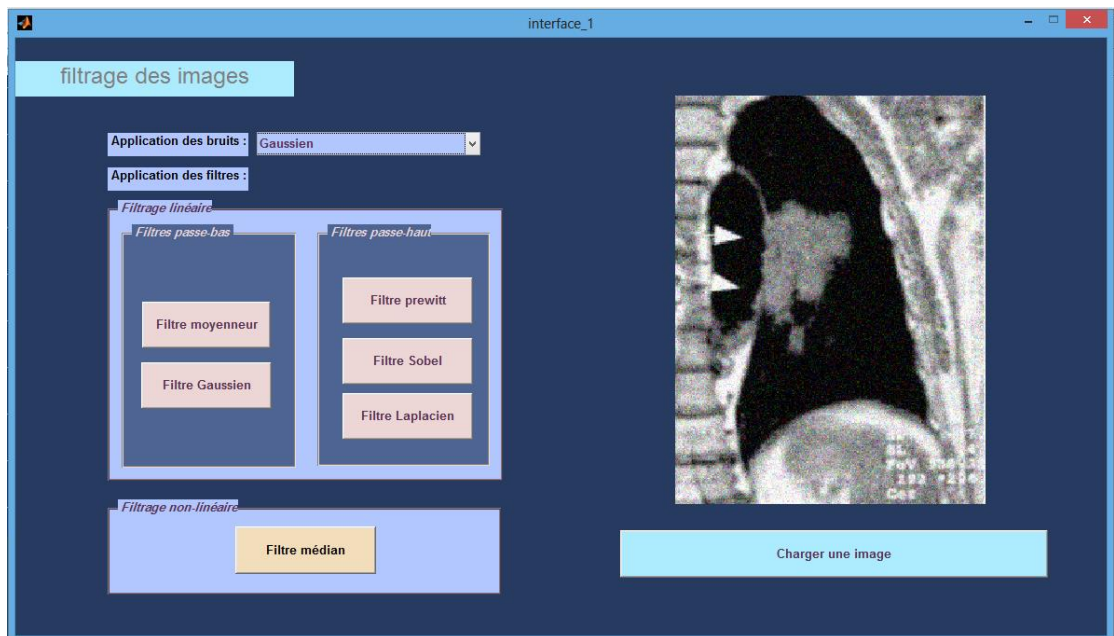 interface_1
filtrage des images
Application des bruits :
Gaussien
Application des filtres :
Filtrage linéaire
Filtres passe-bas
Filtres passe-haut
Filtre moyenneur
Filtre Gaussien
Filtre prewitt
Filtre Sobel
Filtre Laplacien
Filtrage non-linéaire
Filtre médian
Charger une image